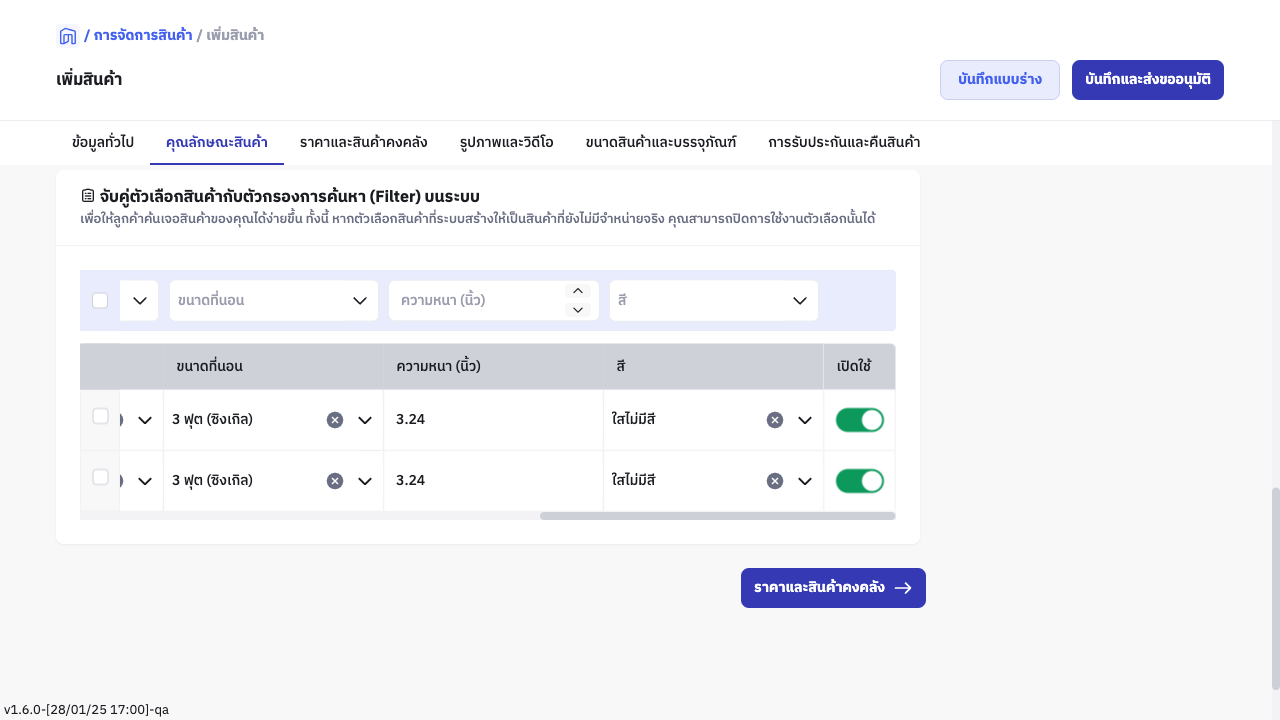 / การจัดการสินค้า / เพิ่มสินค้า
เพิ่มสินค้า
บันทึกแบบร่าง
บันทึกและส่งขออนุมัติ
ข้อมูลทั่วไป คุณลักษณะสินค้า ราคาและสินค้าคงคลัง รูปภาพและวิดีโอ ขนาดสินค้าและบรรจุภัณฑ์ การรับประกันและคืนสินค้า
จับคู่ตัวเลือกสินค้ากับตัวกรองการค้นหา (Filter) บนระบบ
เพื่อให้ลูกค้าค้นเจอสินค้าของคุณได้ง่ายขึ้น ทั้งนี้ หากตัวเลือกสินค้าที่ระบบสร้างให้เป็นสินค้าที่ยังไม่มีจำหน่ายจริง คุณสามารถปิดการใช้งานตัวเลือกนั้นได้
ขนาดที่นอน ความหนา (นิ้ว) สี
ขนาดที่นอน ความหนา (นิ้ว) สี เปิดใช้
3 ฟุต (ซิงเกิล) 3.24 ใสไม่มีสี
3 ฟุต (ซิงเกิล) 3.24 ใสไม่มีสี
ราคาและสินค้าคงคลัง
v1.6.0-[28/01/25 17:00]-qa